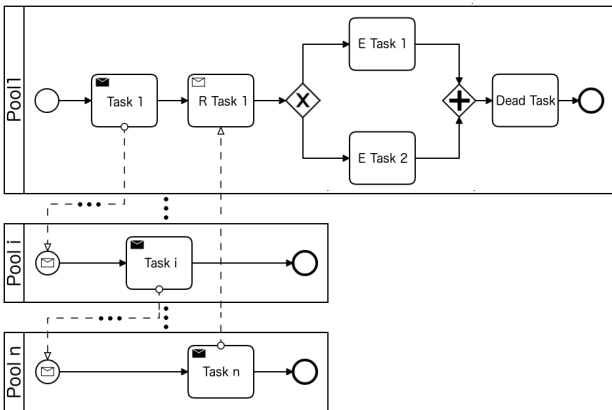 Pool1
Task 1
R Task 1
E Task 1
E Task 2
Dead Task
Pool i
Task i
Pool n
Task n